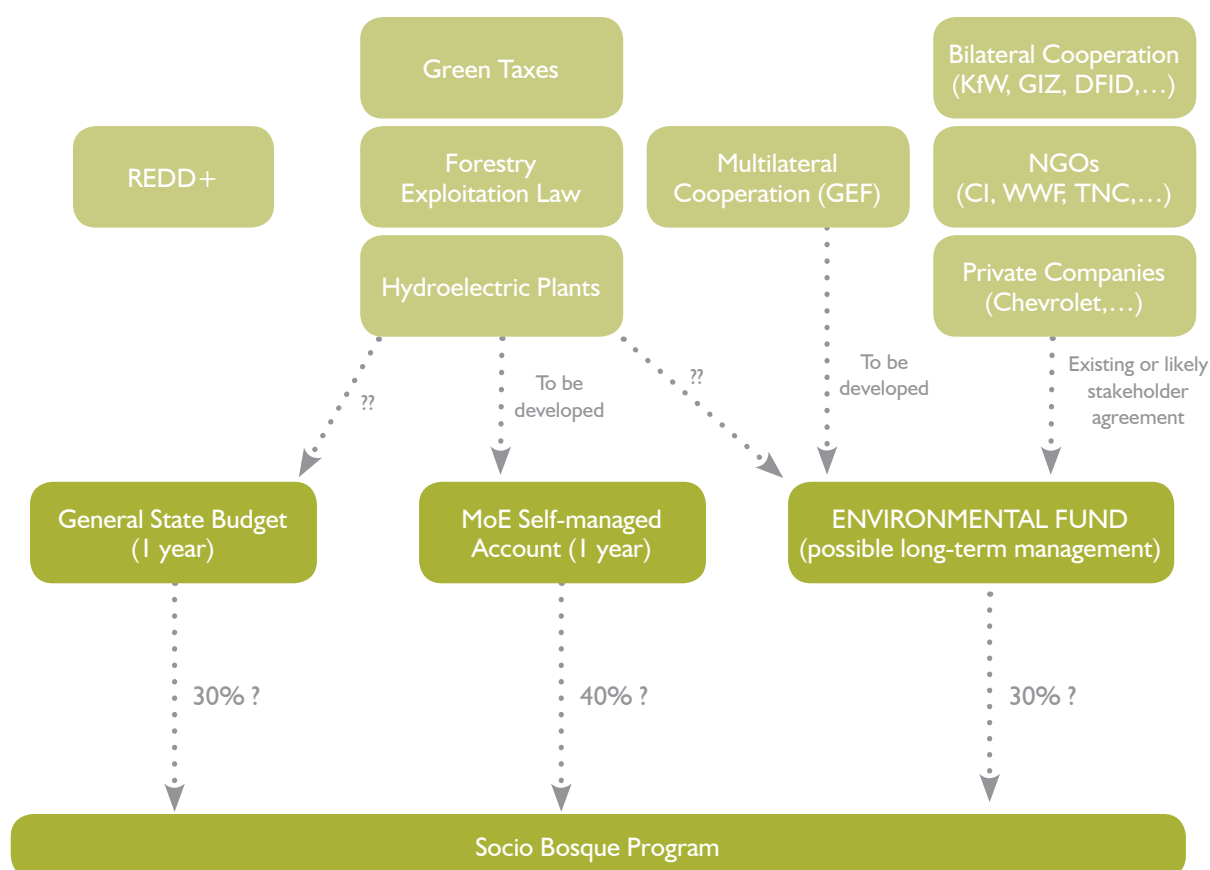 Green Taxes
Bilateral Cooperation
(KfW, GIZ, DFID,…)
REDD+
Forestry
Exploitation Law
Multilateral
Cooperation (GEF)
NGOs
(CI, WWF, TNC,…)
Hydroelectric Plants
Private Companies
(Chevrolet,…)
??
To be
developed
??
To be
developed
Existing or likely
stakeholder
agreement
General State Budget
(1 year)
MoE Self-managed
Account (1 year)
ENVIRONMENTAL FUND
(possible long-term management)
30% ?
40% ?
30% ?
Socio Bosque Program